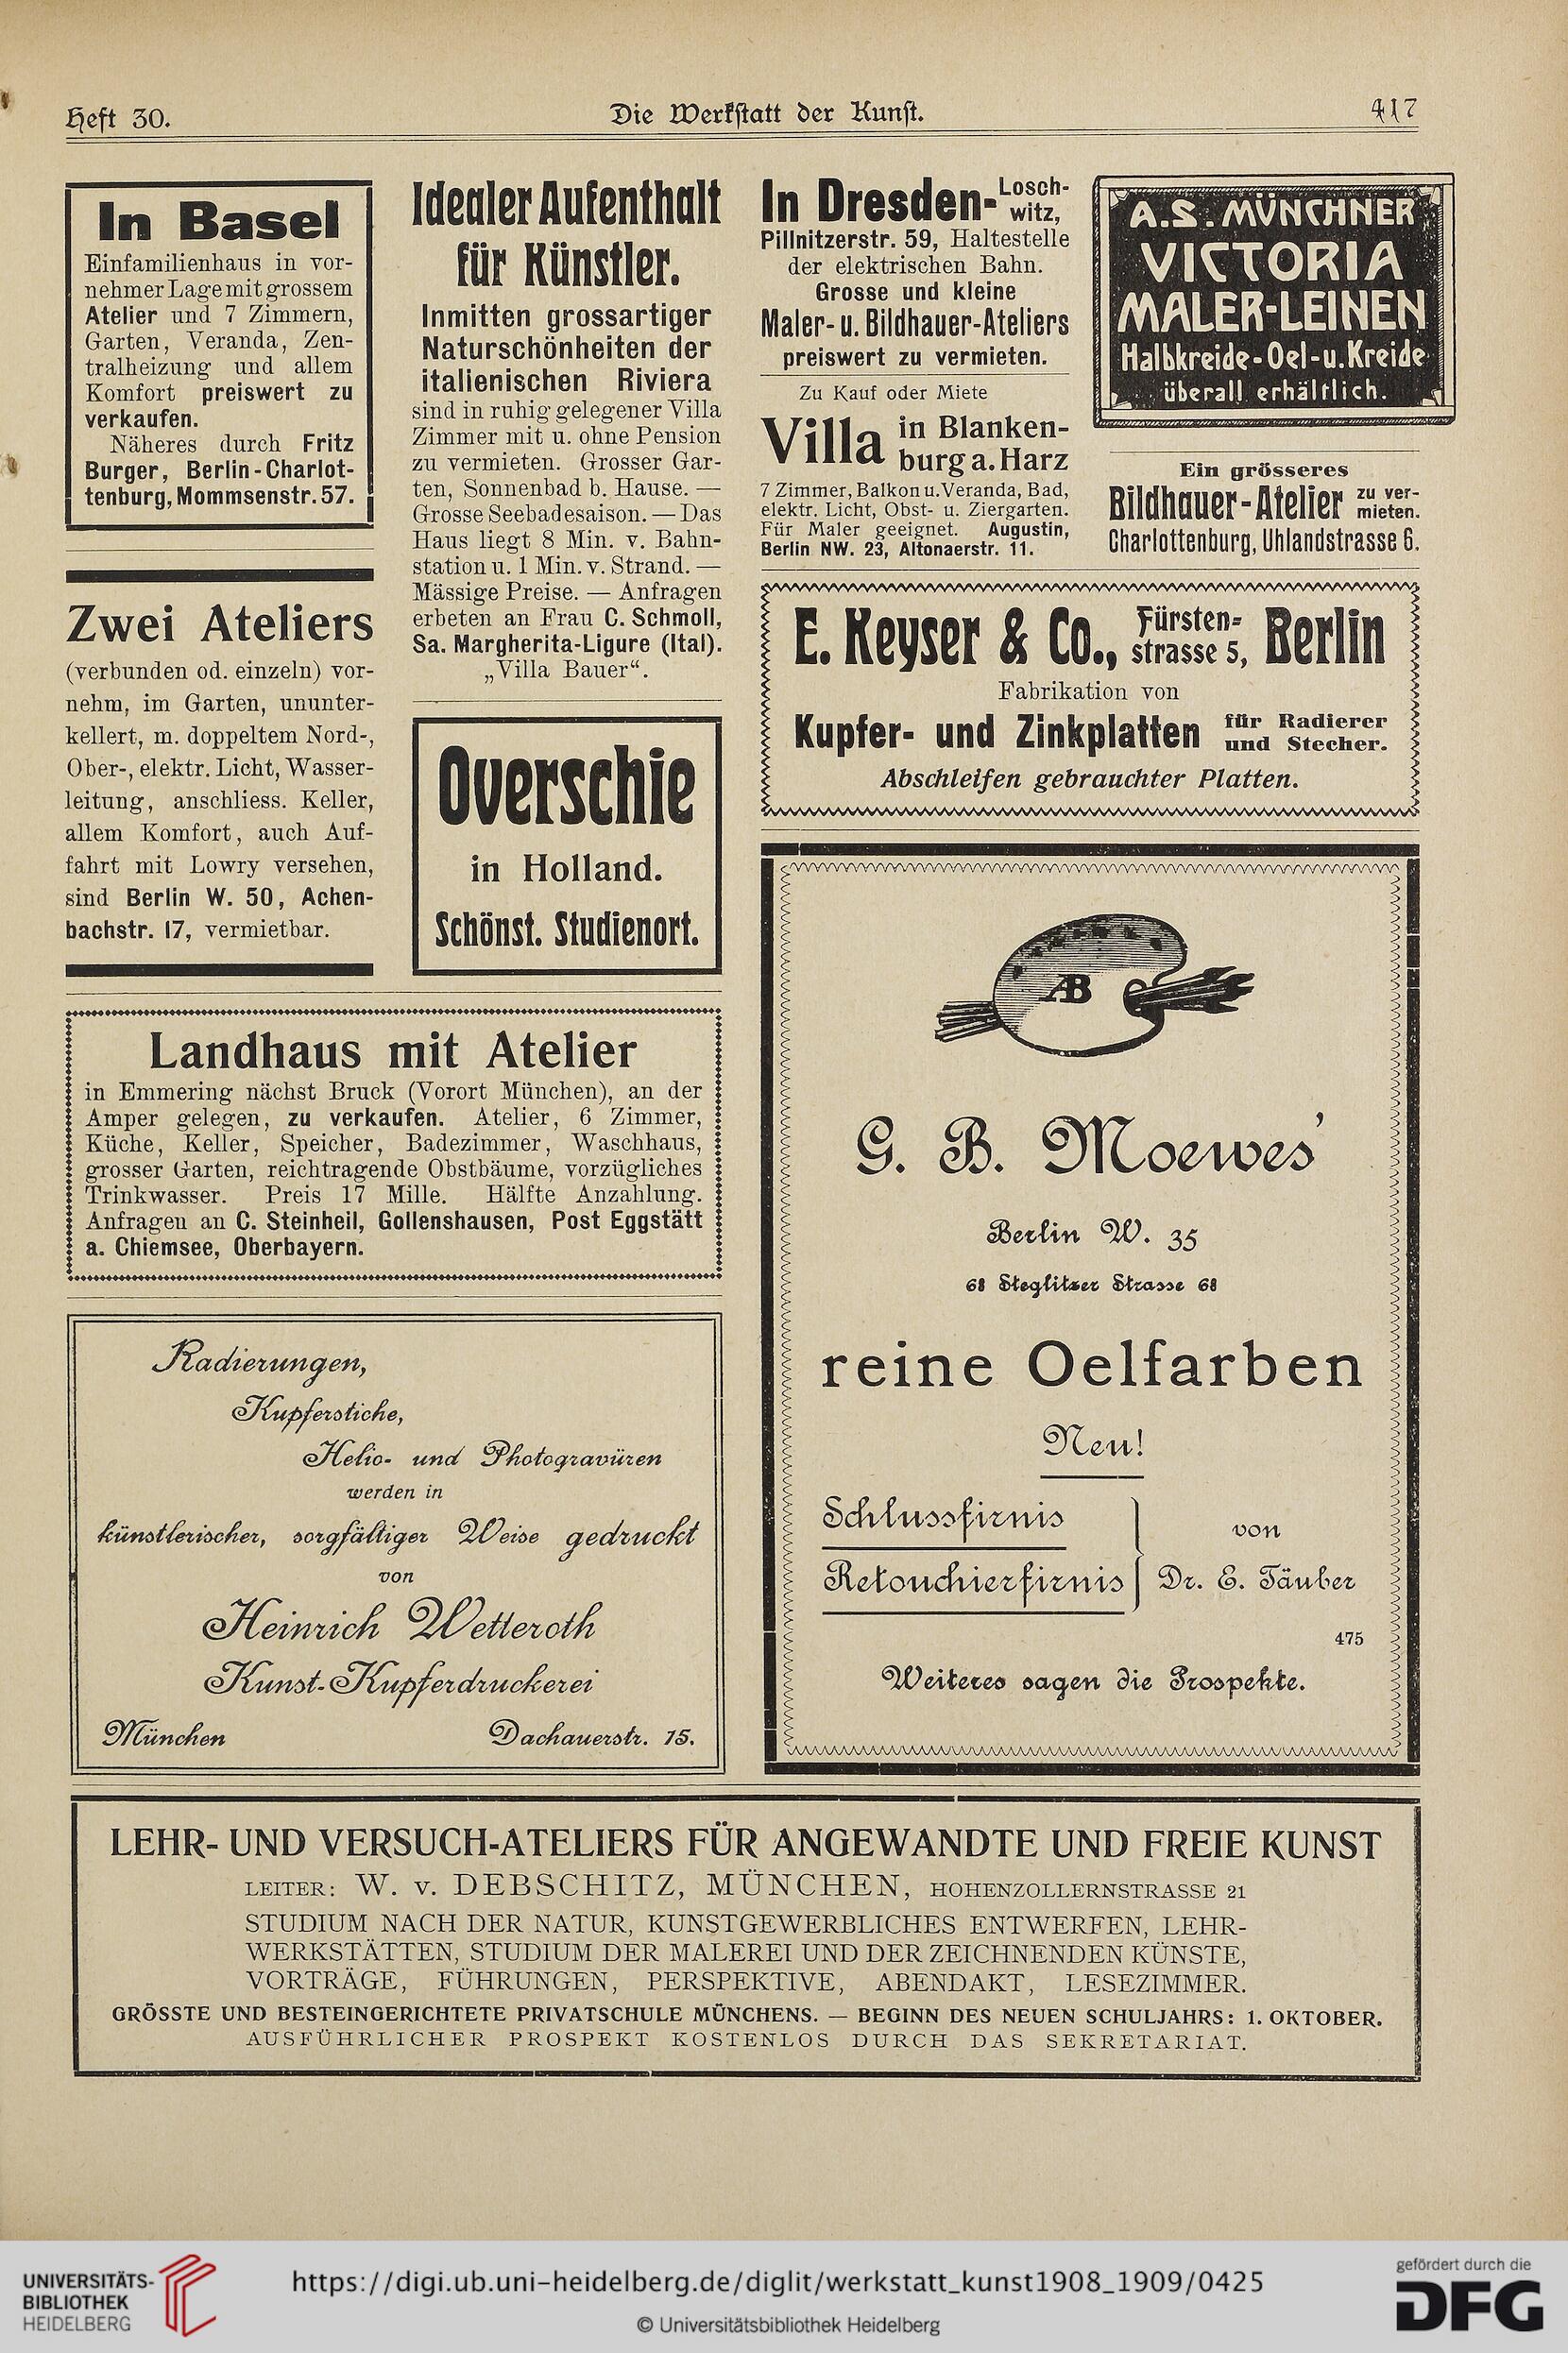 Heft 30.
Die Werkstatt der Kunst.
417
In Basel
Einfamilienhaus in vor-
nehmer Lage mit grossem
Atelier und 7 Zimmern,
Garten, Veranda, Zen-
tralheizung und allem
Komfort preiswert zu
verkaufen.
Näheres durch Fritz
Burger, Berlin-Charlot-
tenburg, Mommsenstr. 57.
Zwei Ateliers
(verbunden od. einzeln) vor-
nehm, im Garten, ununter-
kellert, m. doppeltem Nord-,
Ober-, elektr. Licht, Wasser-
leitung, anschliess. Keller,
allem Komfort, auch Auf-
fahrt mit Lowry versehen,
sind Berlin W. 50, Achen-
bachstr. 17, vermietbar.
Idealer Aufenthalt
für Künstler.
Inmitten grossartiger
Naturschönheiten der
italienischen Riviera
sind in ruhig gelegener Villa
Zimmer mit u. ohne Pension
zu vermieten. Grosser Gar-
ten, Sonnenbad b. Hause. —
Grosse Seebadesaison. — Das
Haus liegt 8 Min. v. Bahn-
station u. 1 Min. v. Strand. —
Mässige Preise. — Anfragen
erbeten an Frau C. Schmoll,
Sa. Margherita-Ligure (Ital).
„Villa Bauer“.
Overschie
in Holland.
Schönst. Studienort.
In Dresden-Losch-
witz,
Pillnitzerstr. 59, Haltestelle
der elektrischen Bahn.
Grosse und kleine
Maler- u. Bildhauer-Ateliers
preiswert zu vermieten.
Zu Kauf oder Miete
Villa in Blanken-
burg a. Harz
7 Zimmer, Balkon u. Veranda, Bad,
elektr. Licht, Obst- u. Ziergarten.
Für Maler geeignet. Augustin,
Berlin NW. 23, Altonaerstr. 11.
A.S. MÜNCHNER
VICTORIA
MALER-LEINEN
Halbkreide-Oel-u. Kreide
überall erhältlich.
Ein grösseres
Bildhauer-Atelier zu ver-
mieten.
Charlottenburg, Uhlandstrasse 6.
E. Keyser & Co., Fürsten-
strasse 5, Berlin
Fabrikation von
Kupfer- und Zinkplatten für Radierer
und Stecher.
Abschleifen gebrauchter Platten.
Landhaus mit Atelier
in Emmering nächst Bruck (Vorort München), an der
Amper gelegen, zu verkaufen. Atelier, 6 Zimmer,
Küche, Keller, Speicher, Badezimmer, Waschhaus,
grosser Garten, reichtragende Obstbäume, vorzügliches
Trinkwasser. Preis 17 Mille. Hälfte Anzahlung.
Anfragen an C. Steinheil, Gollenshausen, Post Eggstätt
a. Chiemsee, Oberbayern.
Radierungen,
Kupferstiche,
Helio- und Photogravüren
werden in
künstlerischer, sorgfältiger Weise gedruckt
von
Heinrich Wetteroth
Kunst-Kupferdruckerei
München Dachauerstr. 15.
AB
G. B. Moewes'
Berlin W. 35
68 Steglitzer Strasse 68
reine Oelfarben
Neu!
Schlussfirnis
Retouchierfirnis
von
Dr. E. Täuber
475
Weiteres sagen die Prospekte.
LEHR- UND VERSUCH-ATELIERS FÜR ANGEWANDTE UND FREIE KUNST
LEITER: W. v. DEBSCHITZ, MÜNCHEN, HOHENZOLLERNSTRASSE 21
STUDIUM NACH DER NATUR, KUNSTGEWERBLICHES ENTWERFEN, LEHR-
WERKSTÄTTEN, STUDIUM DER MALEREI UND DER ZEICHNENDEN KÜNSTE,
VORTRÄGE, FÜHRUNGEN, PERSPEKTIVE, ABENDAKT, LESEZIMMER.
GRÖSSTE UND BESTEINGERICHTETE PRIVATSCHULE MÜNCHENS. — BEGINN DES NEUEN SCHULJAHRS: 1. OKTOBER.
AUSFÜHRLICHER PROSPEKT KOSTENLOS DURCH DAS SEKRETARIAT.
UNIVERSITÄTS-
BIBLIOTHEK
HEIDELBERG
https://digi.ub.uni-heidelberg.de/diglit/werkstatt_kunst1908_1909/0425
© Universitätsbibliothek Heidelberg
gefördert durch die
DFG